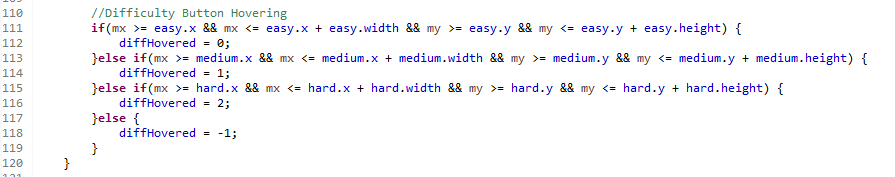 110 //Difficulty Button Hovering
111 if(mx >= easy.x && mx <= easy.x + easy.width && my >= easy.y && my <= easy.y + easy.height) {
112 diffHovered = 0;
113 }else if(mx >= medium.x && mx <= medium.x + medium.width && my >= medium.y && my <= medium.y + medium.height) {
114 diffHovered = 1;
115 }else if(mx >= hard.x && mx <= hard.x + hard.width && my >= hard.y && my <= hard.y + hard.height) {
116 diffHovered = 2;
117 }else {
118 diffHovered = -1;
119 }
120 }